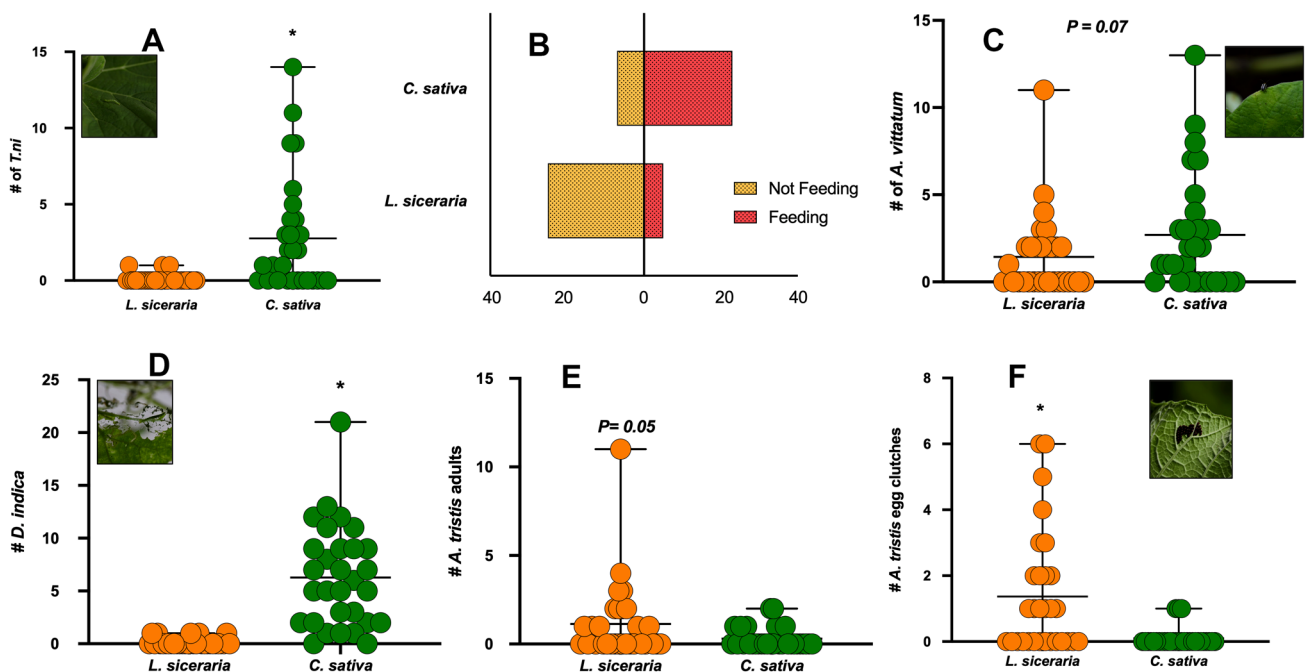 A
*
15
10
5
0
# of T.ni
L. siceraria
C. sativa
B
C. sativa
L. siceraria
Not Feeding
Feeding
40
20
0
20
40
C
P = 0.07
15
10
5
0
# of A. vittatum
L. siceraria
C. sativa
D
*
25
20
15
10
5
0
# D. indica
L. siceraria
C. sativa
E
P= 0.05
15
10
5
0
# A. tristis adults
L. siceraria
C. sativa
F
*
8
6
4
2
0
# A. tristis egg clutches
L. siceraria
C. sativa